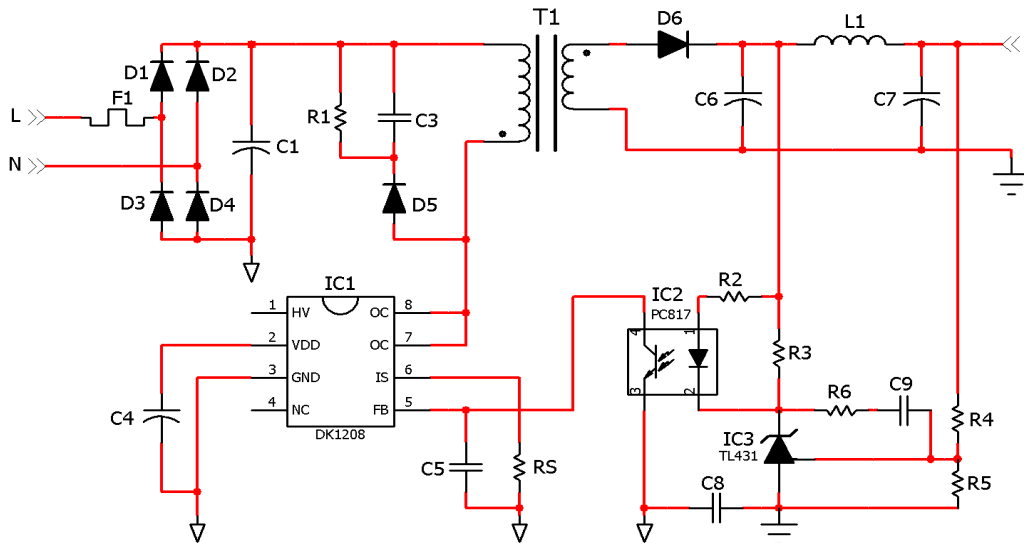 T1
D6
L1
D1
D2
L
F1
R1
C3
C1
C6
C7
N
D3
D4
D5
IC1
IC2
R2
PC817
1 HV OC 8
4 1
2 VDD OC 7
R3
3 GND IS 6
3 2
4 NC FB 5
R6
C9
C4
DK1208
IC3
R4
TL431
C5
RS
C8
R5